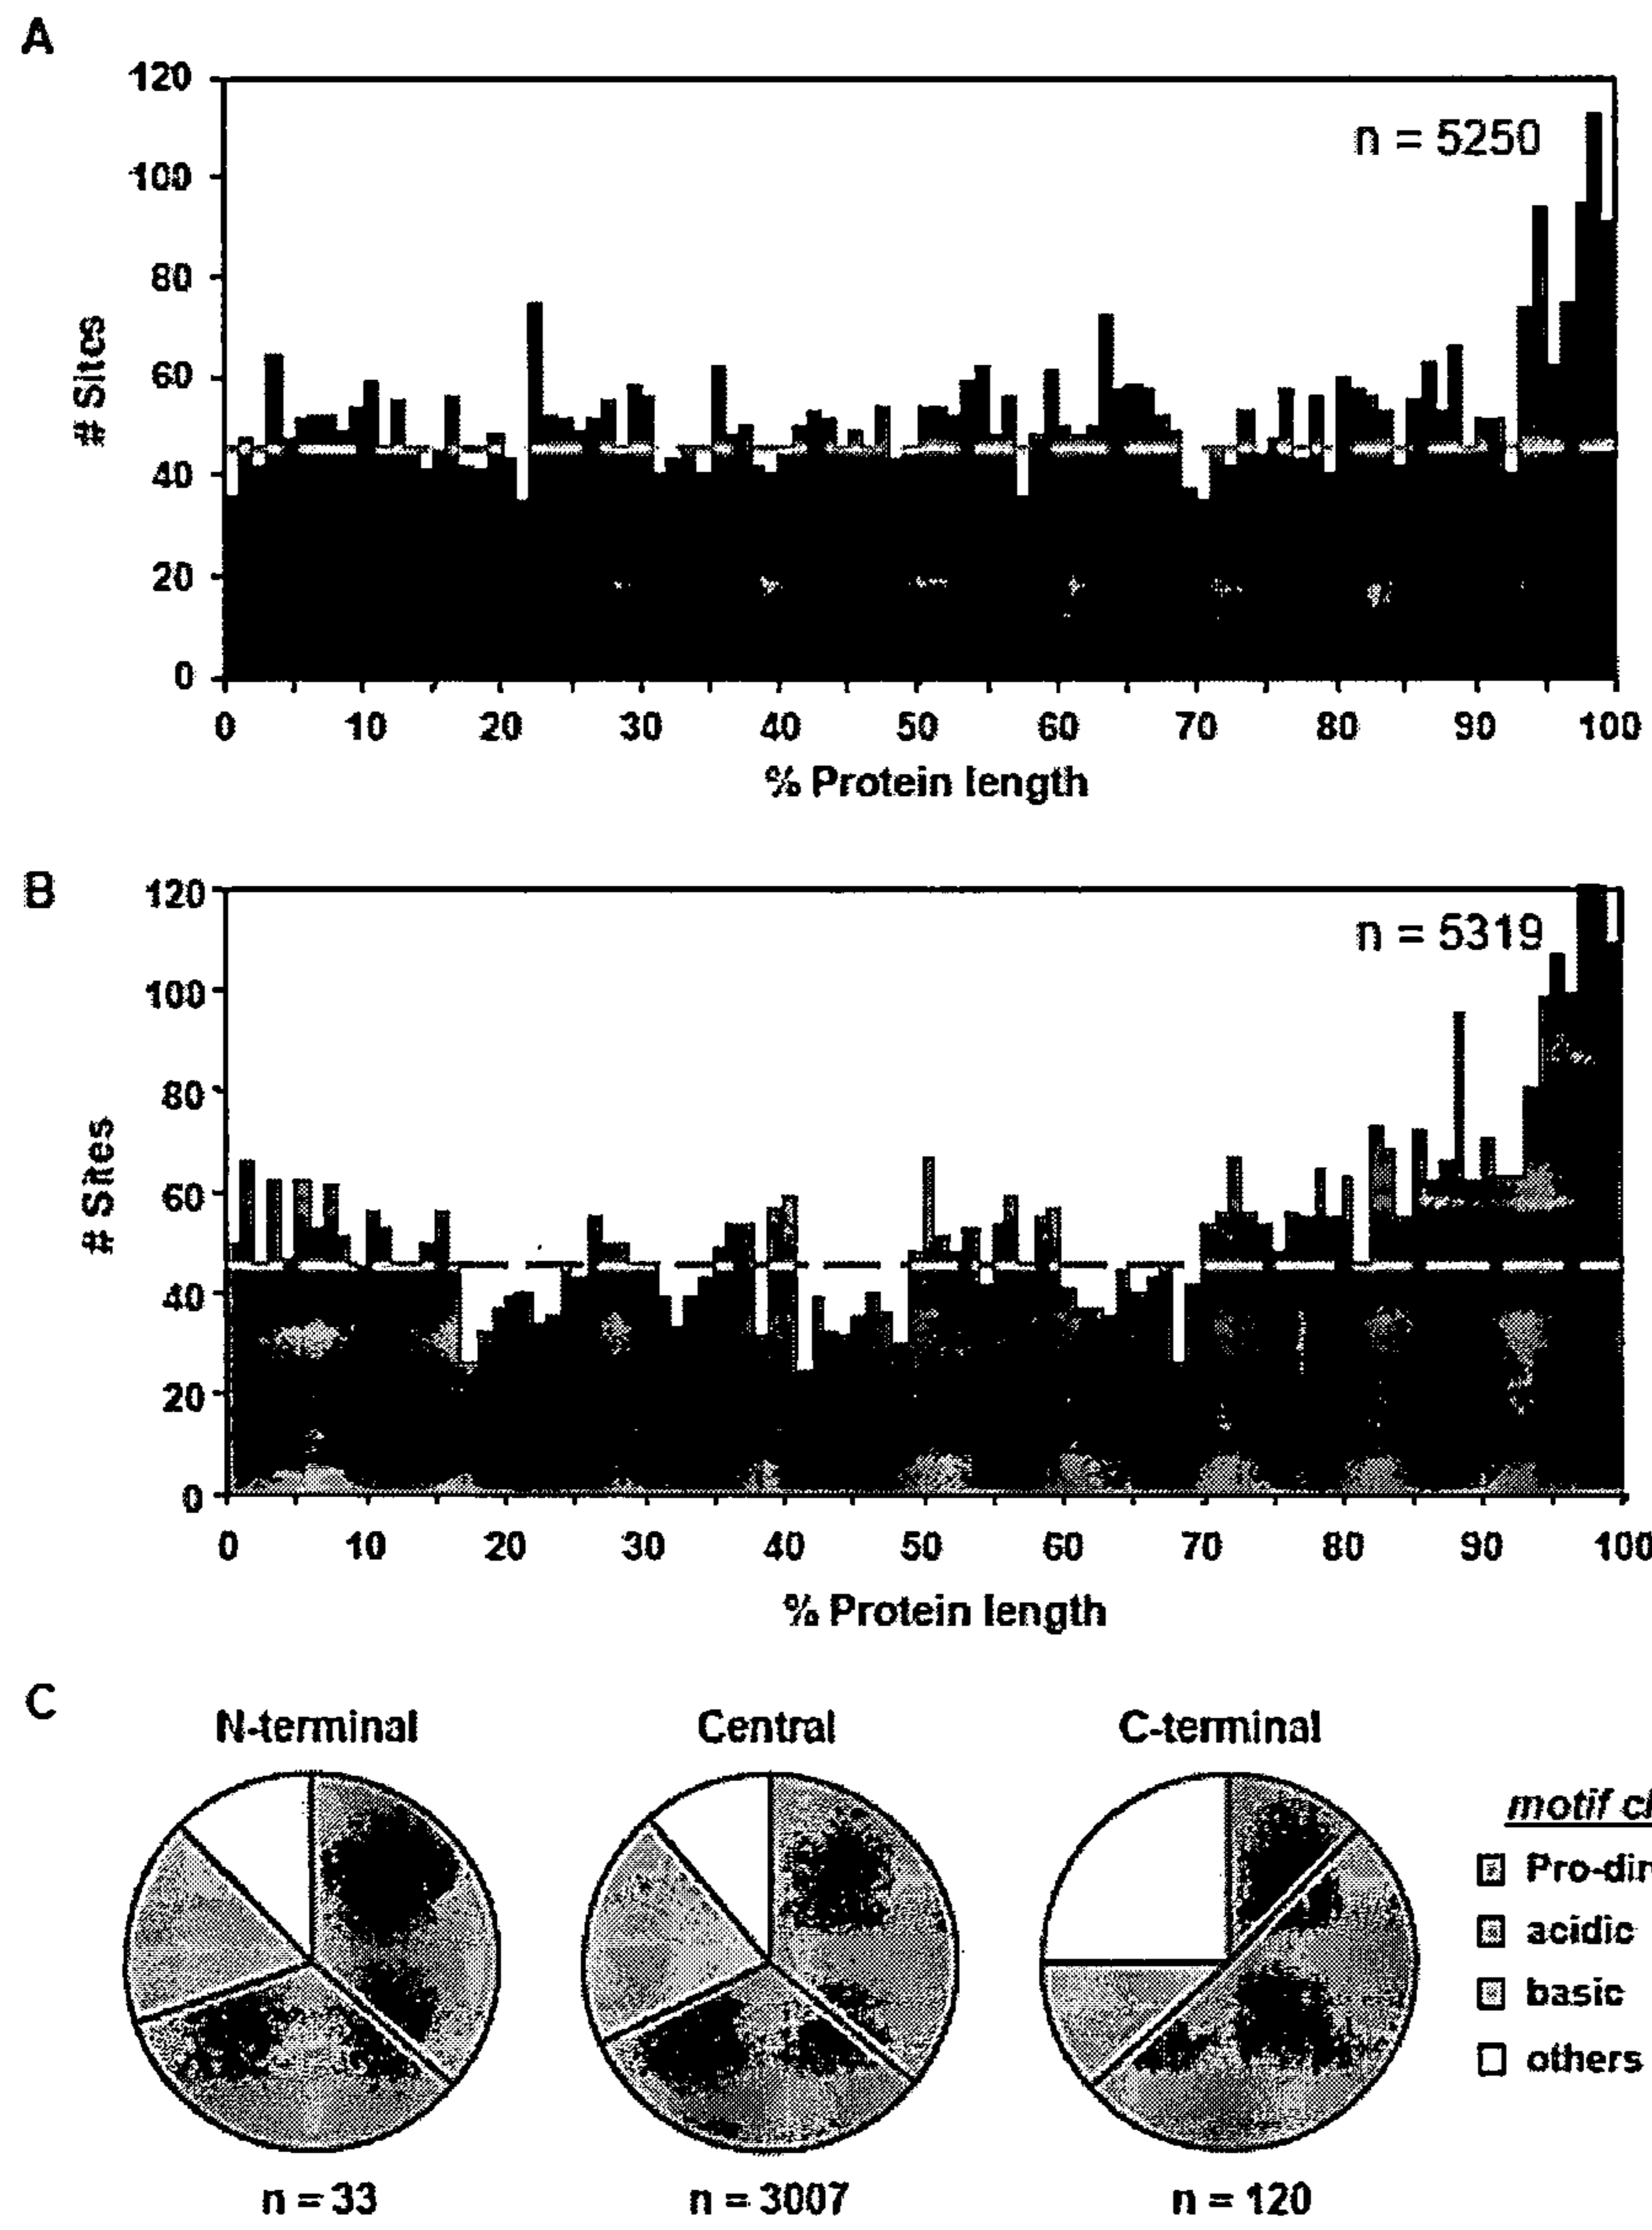 A
120
100
80
60
40
20
0
# Sites
n = 5250
0 10 20 30 40 50 60 70 80 90 100
% Protein length
B
120
100
80
60
40
20
0
# Sites
n = 5319
0 10 20 30 40 50 60 70 80 90 100
% Protein length
C
N-terminal Central C-terminal
motif
acidic
basic
others
n = 33 n = 3007 n = 120